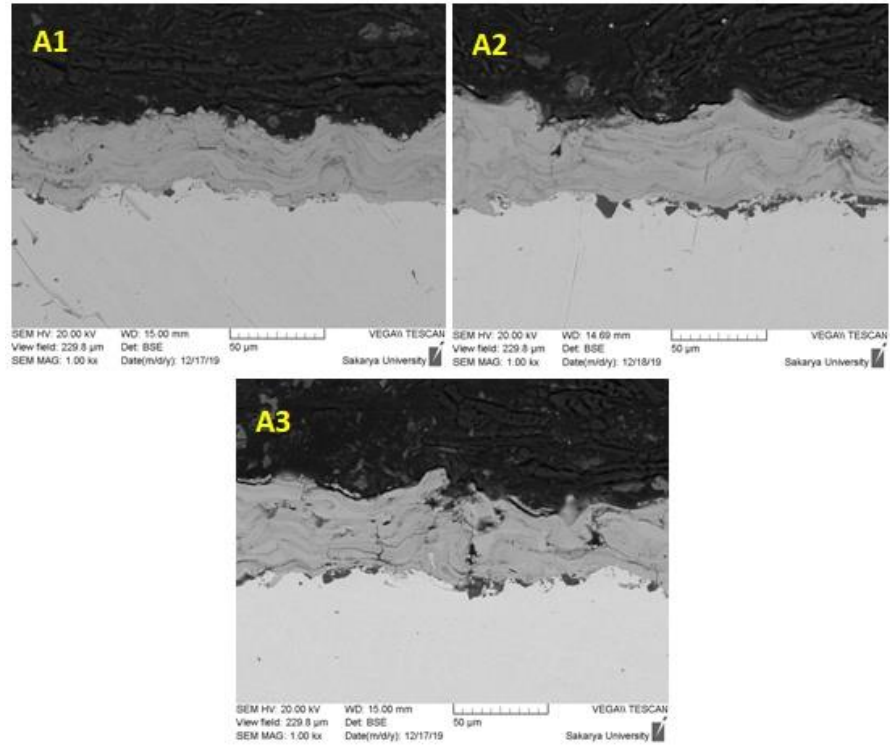 A1
SEM HV: 20.00 kV WD: 15.00 mm VEGA\\ TESCAN
View field: 229.8 µm Det: BSE 50 µm
SEM MAG: 1.00 kx Date(m/d/y): 12/17/19 Sakarya University
A2
SEM HV: 20.00 kV WD: 14.69 mm VEGA\\ TESCAN
View field: 229.8 µm Det: BSE 50 µm
SEM MAG: 1.00 kx Date(m/d/y): 12/18/19 Sakarya University
A3
SEM HV: 20.00 kV WD: 15.00 mm VEGA\\ TESCAN
View field: 229.8 µm Det: BSE 50 µm
SEM MAG: 1.00 kx Date(m/d/y): 12/17/19 Sakarya University